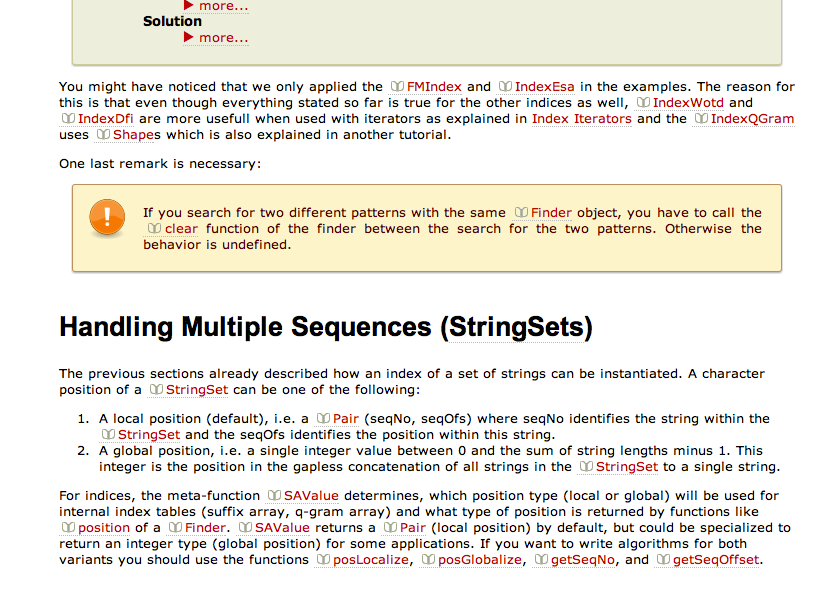 ▶ more...
Solution
▶ more...
You might have noticed that we only applied the FMIndex and IndexEsa in the examples. The reason for
this is that even though everything stated so far is true for the other indices as well, IndexWotd and
IndexDfi are more usefull when used with iterators as explained in Index Iterators and the IndexQGram
uses Shapes which is also explained in another tutorial.
One last remark is necessary:
If you search for two different patterns with the same Finder object, you have to call the
clear function of the finder between the search for the two patterns. Otherwise the
behavior is undefined.
Handling Multiple Sequences (StringSets)
The previous sections already described how an index of a set of strings can be instantiated. A character
position of a StringSet can be one of the following:
1. A local position (default), i.e. a Pair (seqNo, seqOfs) where seqNo identifies the string within the
StringSet and the seqOfs identifies the position within this string.
2. A global position, i.e. a single integer value between 0 and the sum of string lengths minus 1. This
integer is the position in the gapless concatenation of all strings in the StringSet to a single string.
For indices, the meta-function SAValue determines, which position type (local or global) will be used for
internal index tables (suffix array, q-gram array) and what type of position is returned by functions like
position of a Finder. SAValue returns a Pair (local position) by default, but could be specialized to
return an integer type (global position) for some applications. If you want to write algorithms for both
variants you should use the functions posLocalize, posGlobalize, getSeqNo, and getSeqOffset.